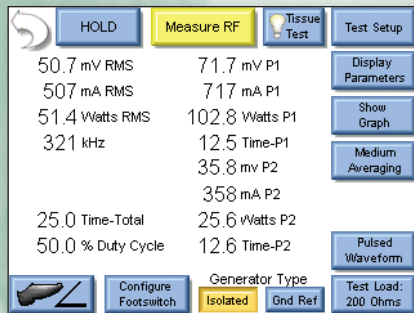 HOLD
Measure RF
Tissue
Test
Test Setup
50.7 mV RMS
71.7 mV P1
Display
Parameters
507 mA RMS
717 mA P1
51.4 Watts RMS
102.8 Watts P1
Show
Graph
321 kHz
12.5 Time-P1
35.8 mv P2
Medium
Averaging
358 mA P2
25.0 Time-Total
25.6 Watts P2
50.0 % Duty Cycle
12.6 Time-P2
Pulsed
Waveform
Configure
Footswitch
Generator Type
Isolated
Gnd Ref
Test Load:
200 Ohms